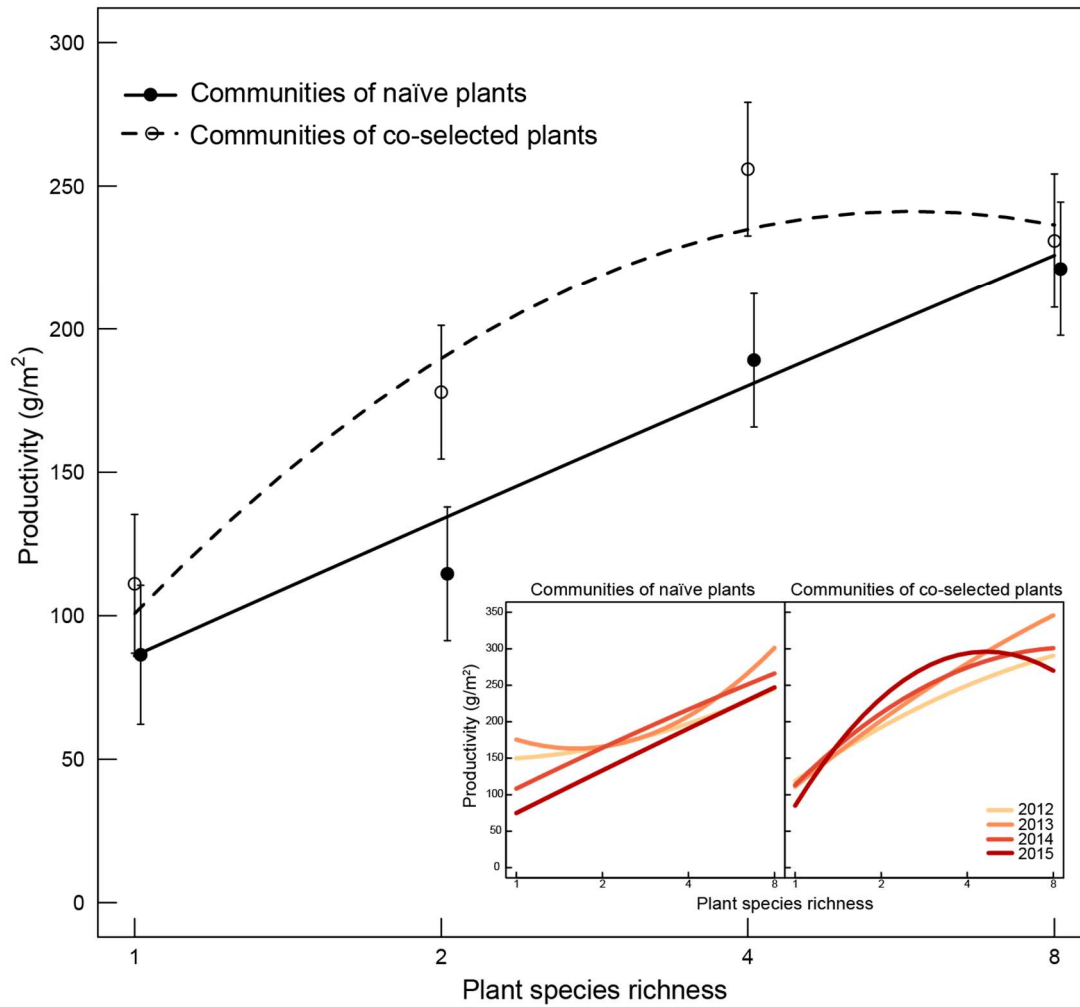 300
250
200
150
100
50
0
Productivity (g/m²)
Communities of naïve plants
Communities of co-selected plants
Communities of naïve plants
Communities of co-selected plants
350
300
250
200
150
100
50
0
Productivity (g/m²)
2012
2013
2014
2015
1 2 4 8 1 2 4 8
Plant species richness
1 2 4 8
Plant species richness